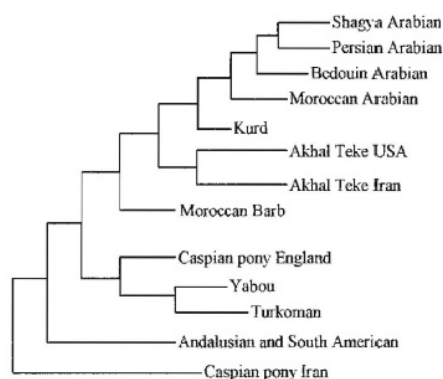 Shagya Arabian
Persian Arabian
Bedouin Arabian
Moroccan Arabian
Kurd
Akhal Teke USA
Akhal Teke Iran
Moroccan Barb
Caspian pony England
Yabou
Turkoman
Andalusian and South American
Caspian pony Iran